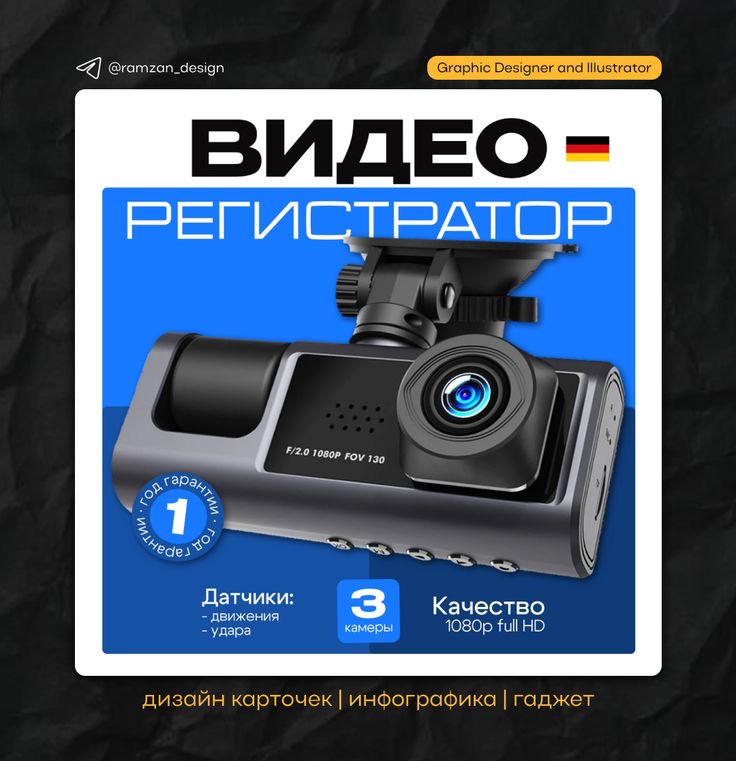 @ramzan_design
Graphic Designer and Illustrator
ВИДЕО
РЕГИСТРАТОР
F/2.0 1080P FOV 130
год гарантии · год гарантии ·
1
Датчики:
- движения
- удара
3
камеры
Качество
1080p full HD
дизайн карточек | инфографика | гаджет